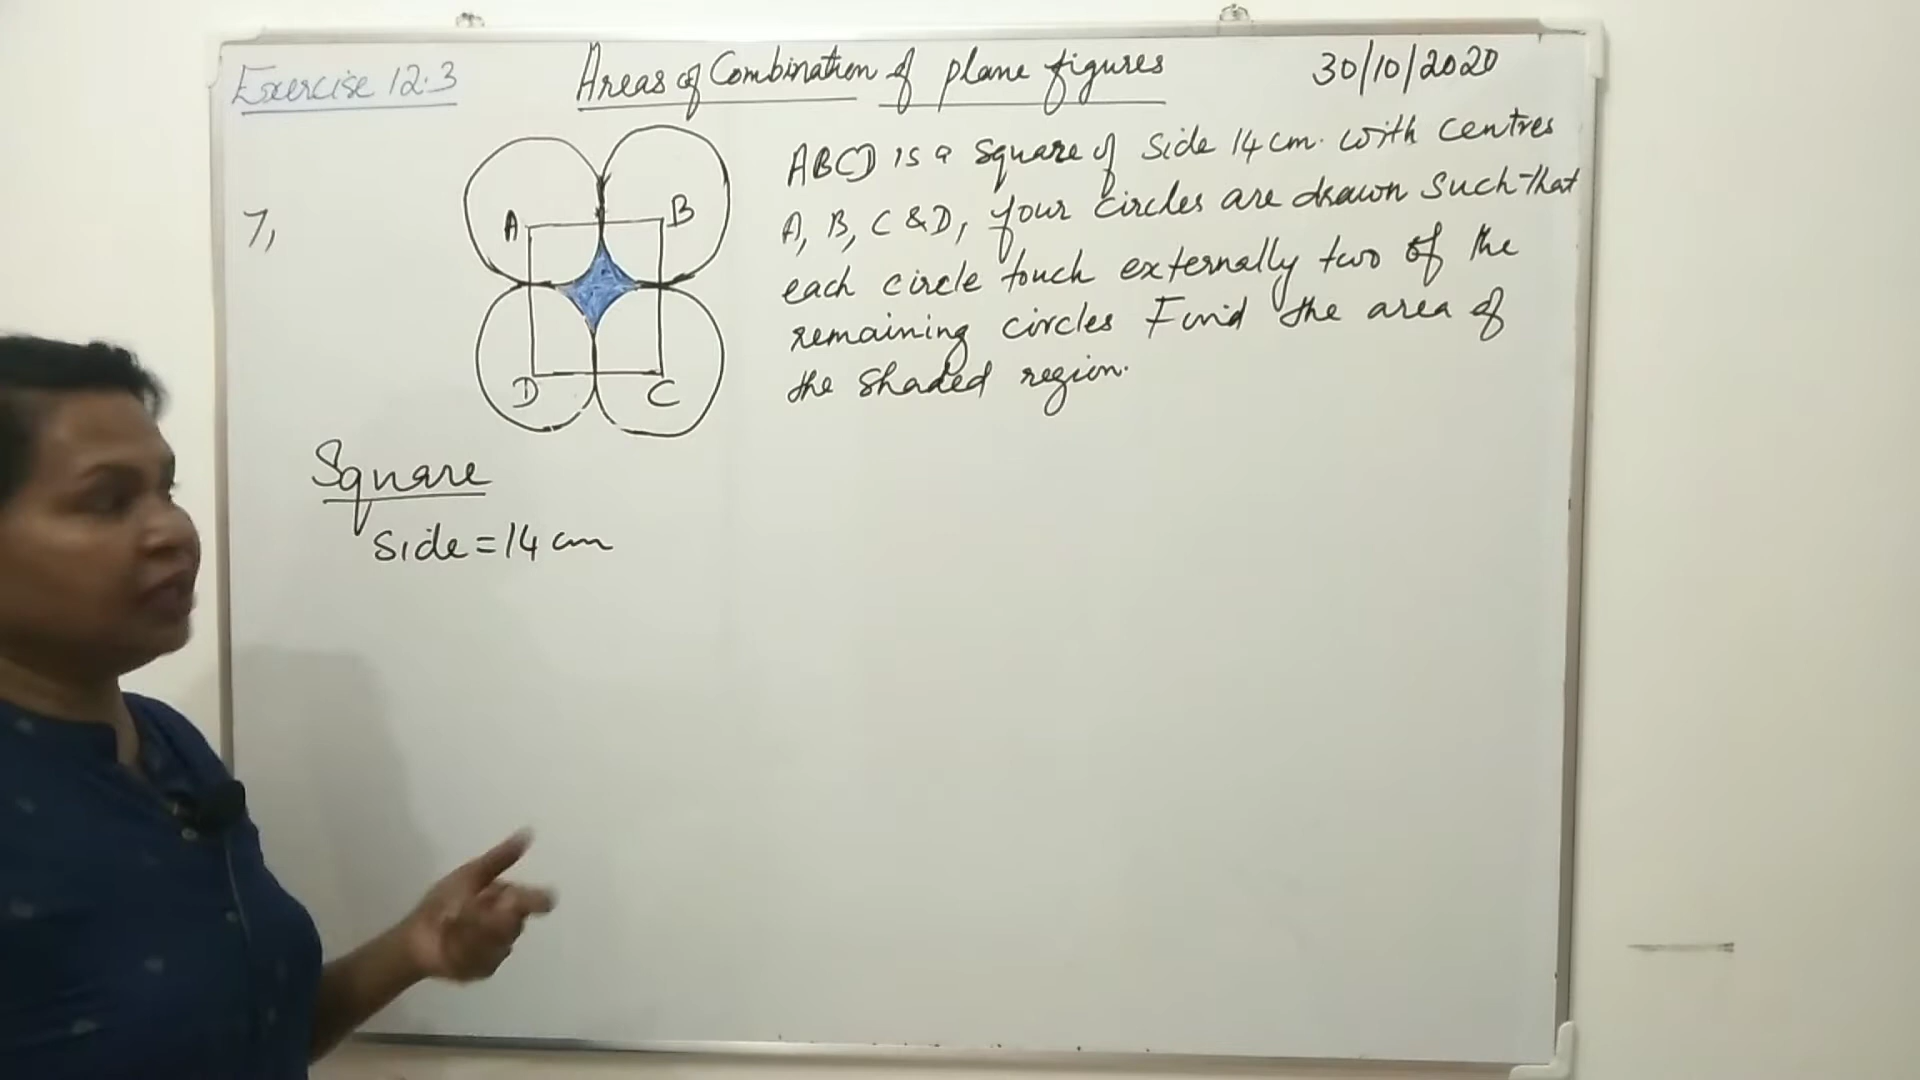 Exercise 12.3
Areas of Combination of plane figures
30/10/2020
7,
A
B
D
C
ABCD is a square of side 14 cm. With centres
A, B, C & D, four circles are drawn such that
each circle touch externally two of the
remaining circles Find the area of
the shaded region.
Square
side = 14 cm